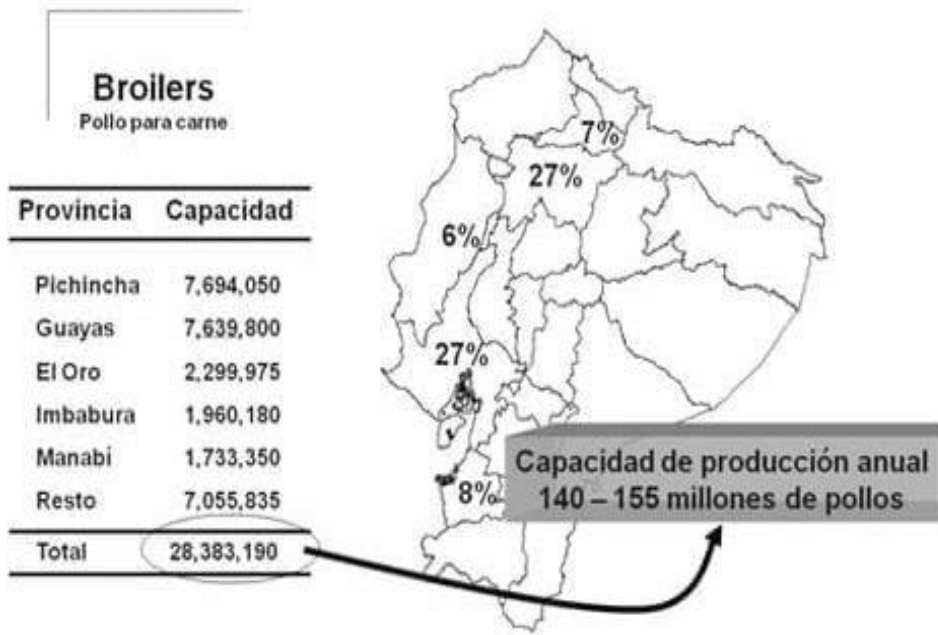 Broilers
Pollo para carne
Provincia Capacidad
Pichincha 7,694,050
Guayas 7,639,800
El Oro 2,299,975
Imbabura 1,960,180
Manabí 1,733,350
Resto 7,055,835
Total 28,383,190
7%
27%
6%
27%
8%
Capacidad de producción anual
140 – 155 millones de pollos